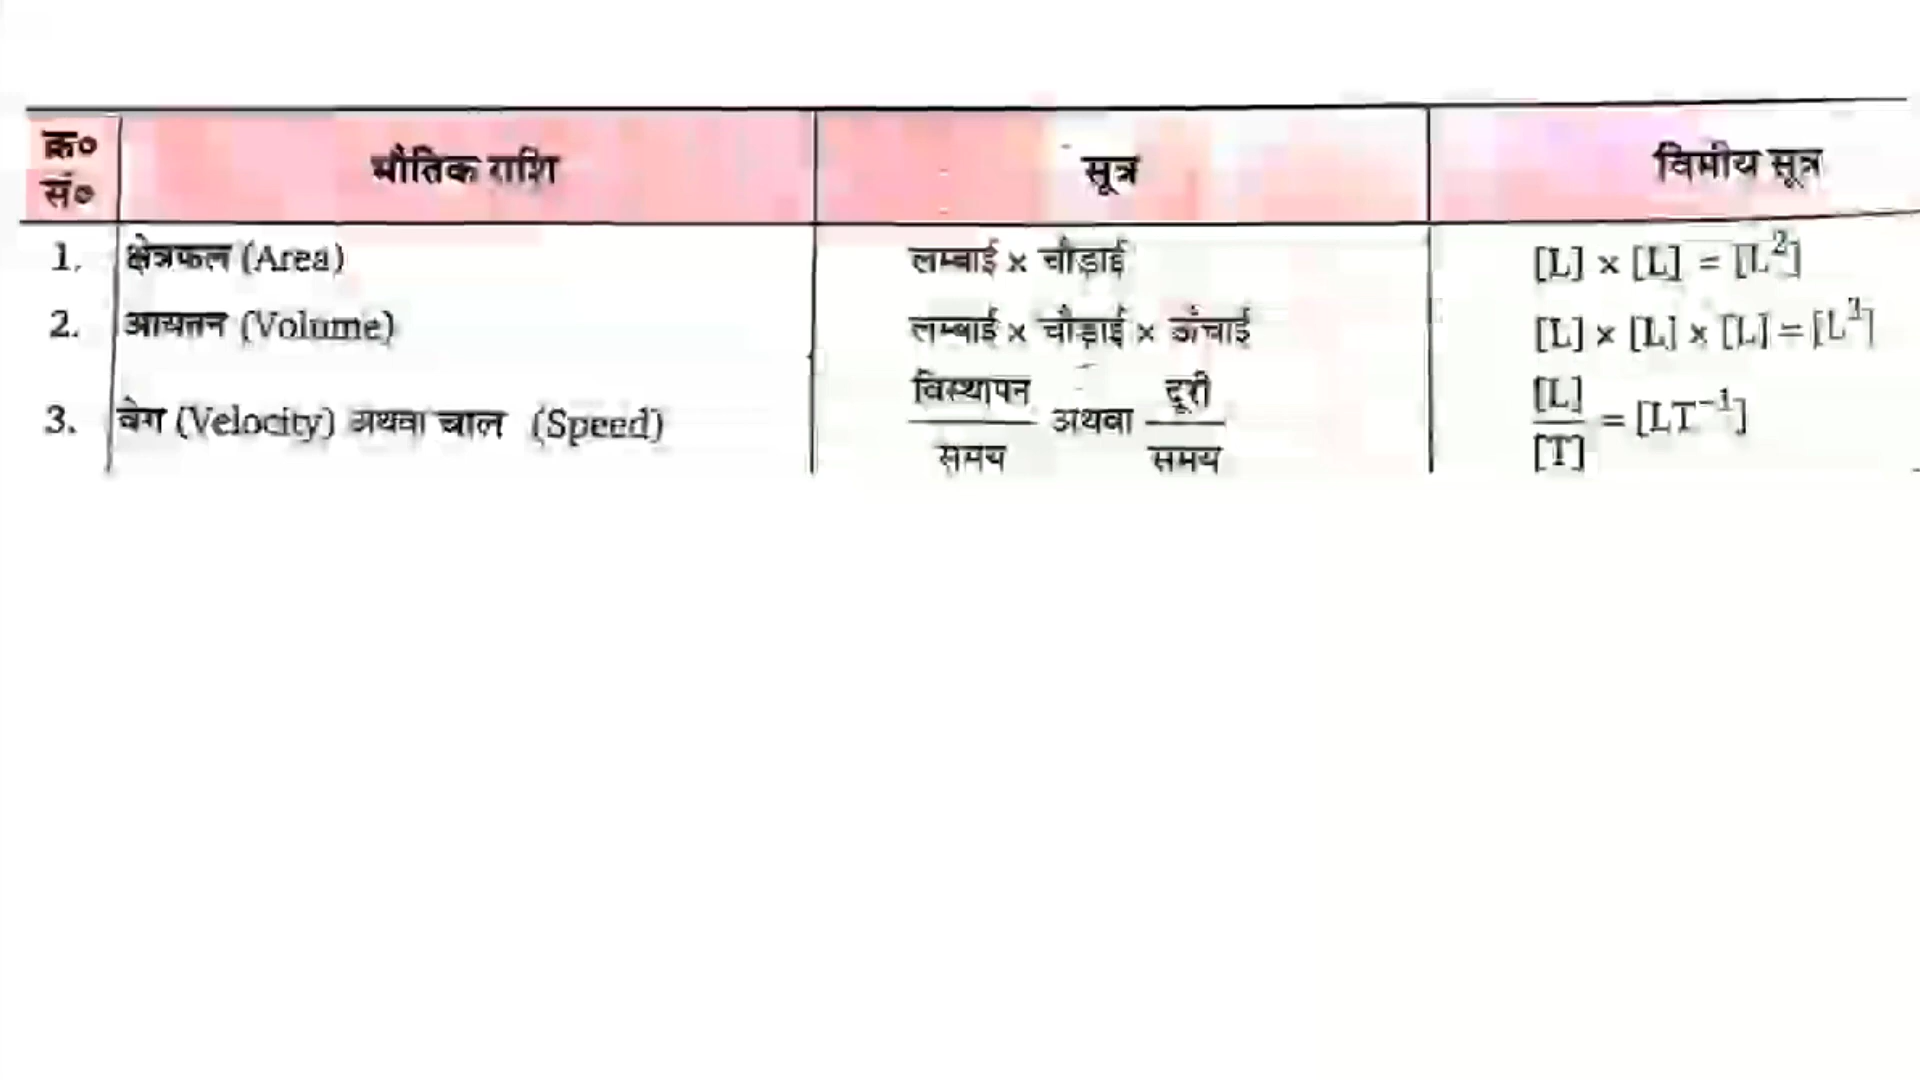 क्र० सं० भौतिक राशि सूत्र विमीय सूत्र
1. क्षेत्रफल (Area) लम्बाई × चौड़ाई [L] × [L] = [L²]
2. आयतन (Volume) लम्बाई × चौड़ाई × ऊँचाई [L] × [L] × [L] = [L³]
3. वेग (Velocity) अथवा चाल (Speed) विस्थापन/समय अथवा दूरी/समय [L]/[T] = [LT⁻¹]